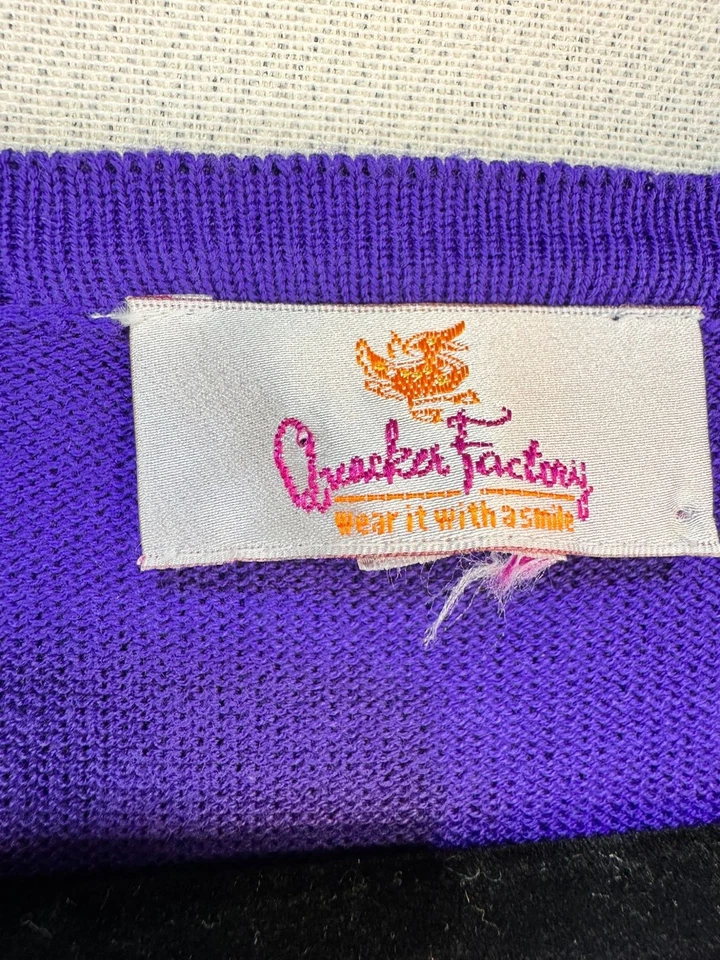 Quacker Factory
wear it with a smile